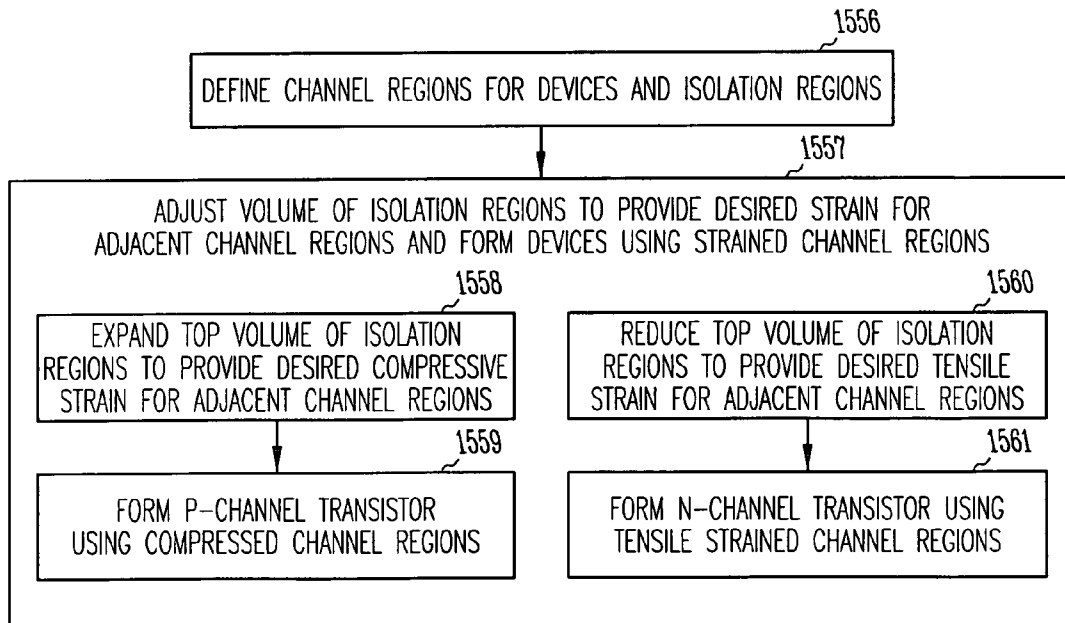 1556
DEFINE CHANNEL REGIONS FOR DEVICES AND ISOLATION REGIONS
1557
ADJUST VOLUME OF ISOLATION REGIONS TO PROVIDE DESIRED STRAIN FOR
ADJACENT CHANNEL REGIONS AND FORM DEVICES USING STRAINED CHANNEL REGIONS
1558
EXPAND TOP VOLUME OF ISOLATION
REGIONS TO PROVIDE DESIRED COMPRESSIVE
STRAIN FOR ADJACENT CHANNEL REGIONS
1559
FORM P-CHANNEL TRANSISTOR
USING COMPRESSED CHANNEL REGIONS
1560
REDUCE TOP VOLUME OF ISOLATION
REGIONS TO PROVIDE DESIRED TENSILE
STRAIN FOR ADJACENT CHANNEL REGIONS
1561
FORM N-CHANNEL TRANSISTOR USING
TENSILE STRAINED CHANNEL REGIONS